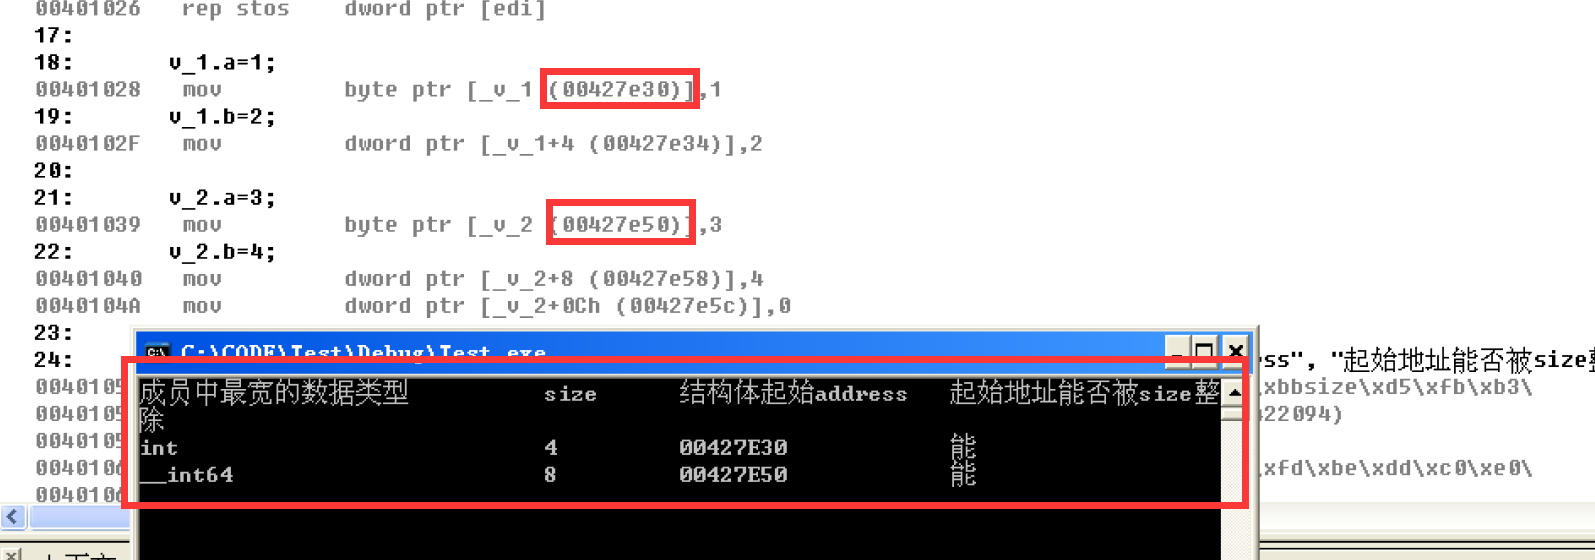 00401026 rep stos dword ptr [edi]
17:
18: v_1.a=1;
00401028 mov byte ptr [_v_1 (00427e30)],1
19: v_1.b=2;
0040102F mov dword ptr [_v_1+4 (00427e34)],2
20:
21: v_2.a=3;
00401039 mov byte ptr [_v_2 (00427e50)],3
22: v_2.b=4;
00401040 mov dword ptr [_v_2+8 (00427e58)],4
0040104A mov dword ptr [_v_2+0Ch (00427e5c)],0
23:
C:\CODE\Test\Debug\Test.exe
24: ss", "起始地址能否被size整
0040105 \xbbsize\xd5\xfb\xb3\
004010 422094)
0040105
0040106 \xfd\xbe\xdd\xc0\xe0\
0040106
成员中最宽的数据类型 size 结构体起始address 起始地址能否被size整
除
int 4 00427E30 能
__int64 8 00427E50 能